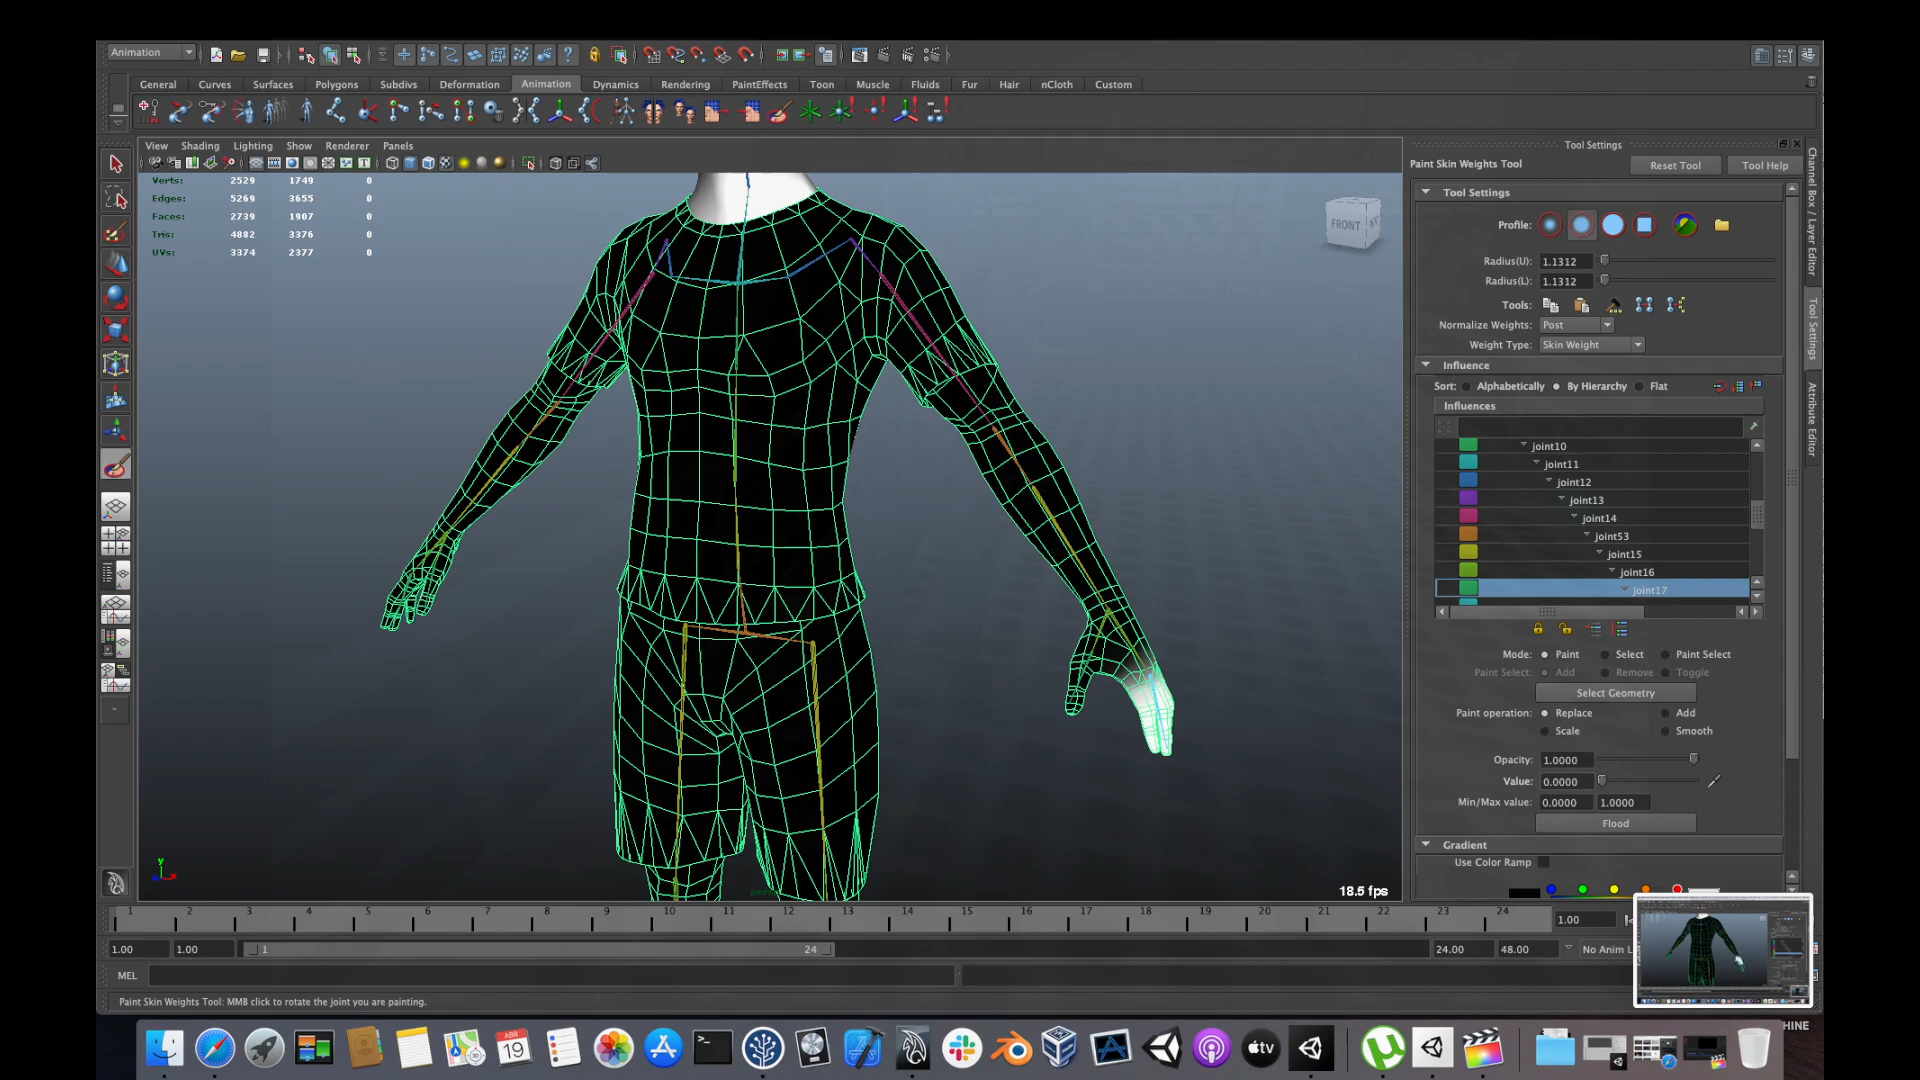 Animation
General Curves Surfaces Polygons Subdivs Deformation Animation Dynamics Rendering PaintEffects Toon Muscle Fluids Fur Hair nCloth Custom
View Shading Lighting Show Renderer Panels
Verts: 2529 1749 0
Edges: 5269 3655 0
Faces: 2739 1907 0
Tris: 4882 3376 0
UVs: 3374 2377 0
FRONT
18.5 fps
Tool Settings
Paint Skin Weights Tool Reset Tool Tool Help
Tool Settings
Profile:
Radius(U): 1.1312
Radius(L): 1.1312
Tools:
Normalize Weights: Post
Weight Type: Skin Weight
Influence
Sort: Alphabetically By Hierarchy Flat
Influences
joint10
joint11
joint12
joint13
joint14
joint53
joint15
joint16
joint17
Mode: Paint Select Paint Select
Paint Select: Add Remove Toggle
Select Geometry
Paint operation: Replace Add
Scale Smooth
Opacity: 1.0000
Value: 0.0000
Min/Max value: 0.0000 1.0000
Flood
Gradient
Use Color Ramp
Channel Box / Layer Editor
Tool Settings
Attribute Editor
1 2 3 4 5 6 7 8 9 10 11 12 13 14 15 16 17 18 19 20 21 22 23 24 1.00
1.00 1.00 1 24 24.00 48.00 No Anim L
MEL
Paint Skin Weights Tool: MMB click to rotate the joint you are painting.
HINE
19
tv